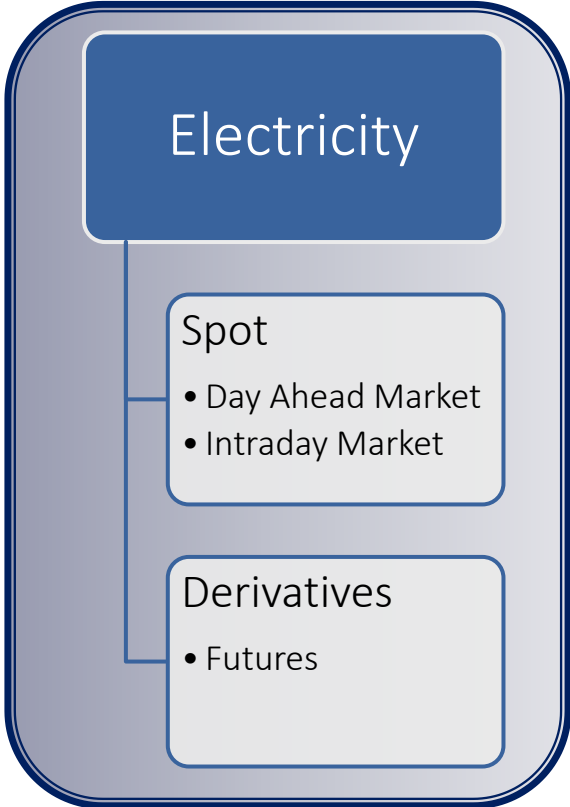 Electricity
Spot
• Day Ahead Market
• Intraday Market
Derivatives
• Futures